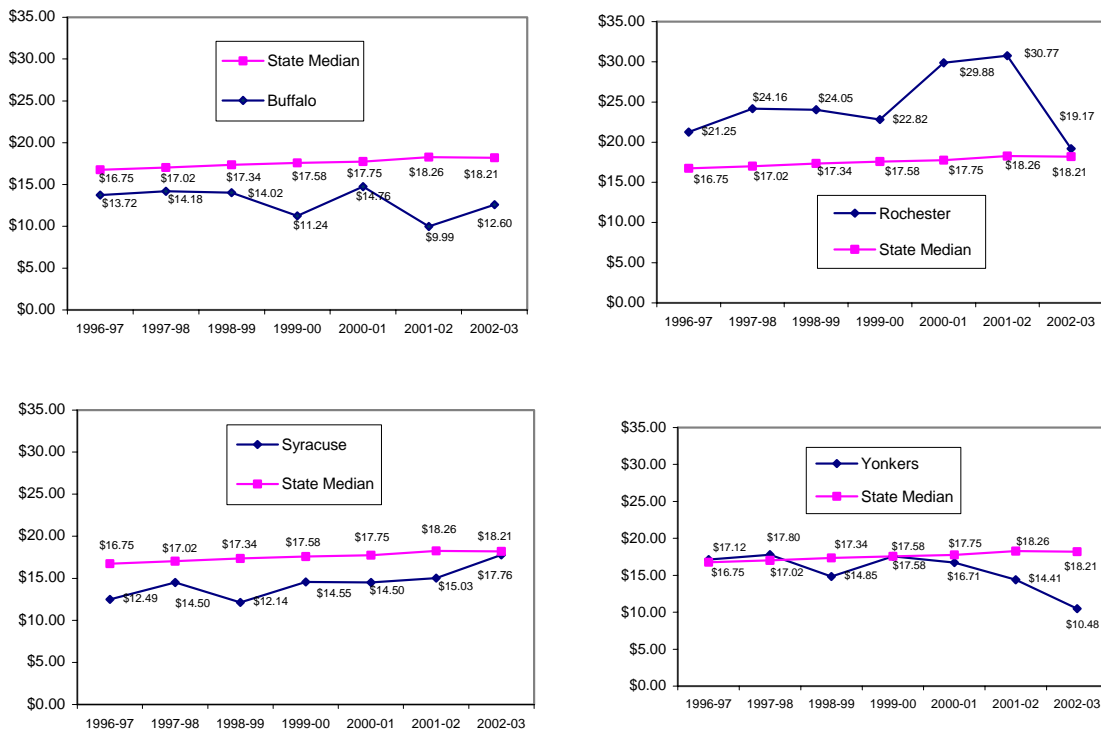 $35.00
$30.00
$25.00
$20.00
$15.00
$10.00
$5.00
$0.00
State Median
Buffalo
$16.75 $17.02 $17.34 $17.58 $17.75 $18.26 $18.21
$13.72 $14.18 $14.02 $11.24 $14.76 $9.99 $12.60
1996-97 1997-98 1998-99 1999-00 2000-01 2001-02 2002-03
$35.00
$30.00
$25.00
$20.00
$15.00
$10.00
$5.00
$0.00
$21.25 $24.16 $24.05 $22.82 $29.88 $30.77 $19.17
$16.75 $17.02 $17.34 $17.58 $17.75 $18.26 $18.21
Rochester
State Median
1996-97 1997-98 1998-99 1999-00 2000-01 2001-02 2002-03
$35.00
$30.00
$25.00
$20.00
$15.00
$10.00
$5.00
$0.00
Syracuse
State Median
$16.75 $17.02 $17.34 $17.58 $17.75 $18.26 $18.21
$12.49 $14.50 $12.14 $14.55 $14.50 $15.03 $17.76
1996-97 1997-98 1998-99 1999-00 2000-01 2001-02 2002-03
$35.00
$30.00
$25.00
$20.00
$15.00
$10.00
$5.00
$0.00
Yonkers
State Median
$17.12 $17.80 $17.34 $17.58 $17.75 $18.26
$16.75 $17.02 $14.85 $17.58 $16.71 $14.41 $18.21
$10.48
1996-97 1997-98 1998-99 1999-00 2000-01 2001-02 2002-03